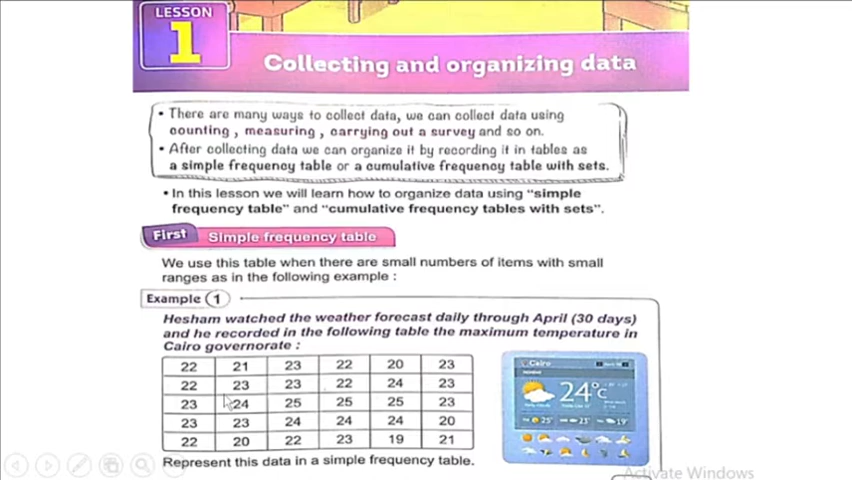 LESSON
1
Collecting and organizing data
• There are many ways to collect data, we can collect data using
counting , measuring , carrying out a survey and so on.
• After collecting data we can organize it by recording it in tables as
a simple frequency table or a cumulative frequency table with sets.
• In this lesson we will learn how to organize data using "simple
frequency table" and "cumulative frequency tables with sets".
First Simple frequency table
We use this table when there are small numbers of items with small
ranges as in the following example :
Example 1
Hesham watched the weather forecast daily through April (30 days)
and he recorded in the following table the maximum temperature in
Cairo governorate :
22 21 23 22 20 23
22 23 23 22 24 23
23 24 25 25 25 23
23 23 24 24 24 20
22 20 22 23 19 21
Cairo
24°C
25° 23° 19°
Represent this data in a simple frequency table.
Activate Windows